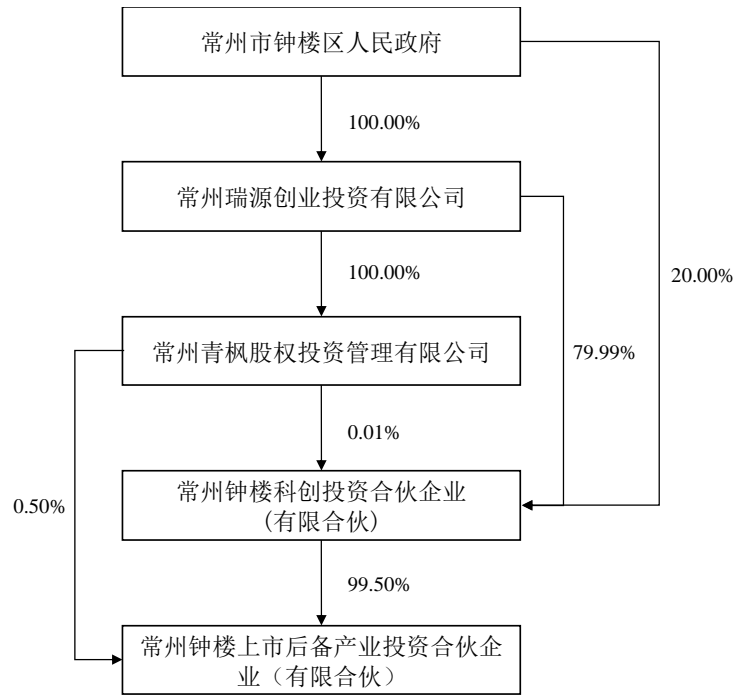 常州市钟楼区人民政府
100.00%
常州瑞源创业投资有限公司
100.00%
20.00%
常州青枫股权投资管理有限公司
79.99%
0.01%
常州钟楼科创投资合伙企业
(有限合伙)
0.50%
99.50%
常州钟楼上市后备产业投资合伙企
业（有限合伙）